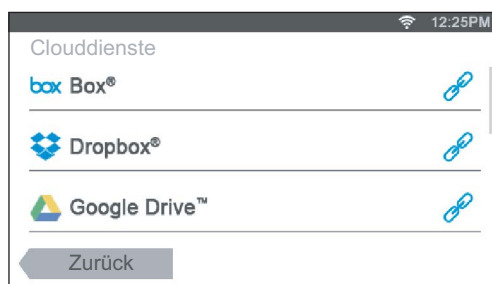 12:25PM
Clouddienste
box Box®
Dropbox®
Google Drive™
Zurück